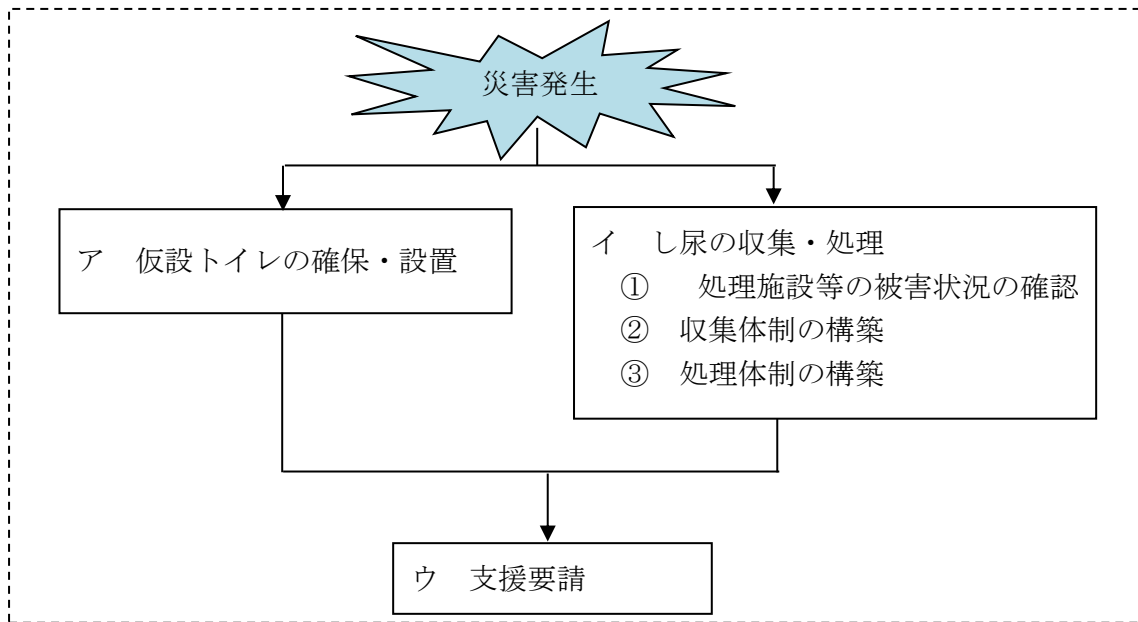 災害発生
ア　仮設トイレの確保・設置
イ　し尿の収集・処理
①　処理施設等の被害状況の確認
②　収集体制の構築
③　処理体制の構築
ウ　支援要請